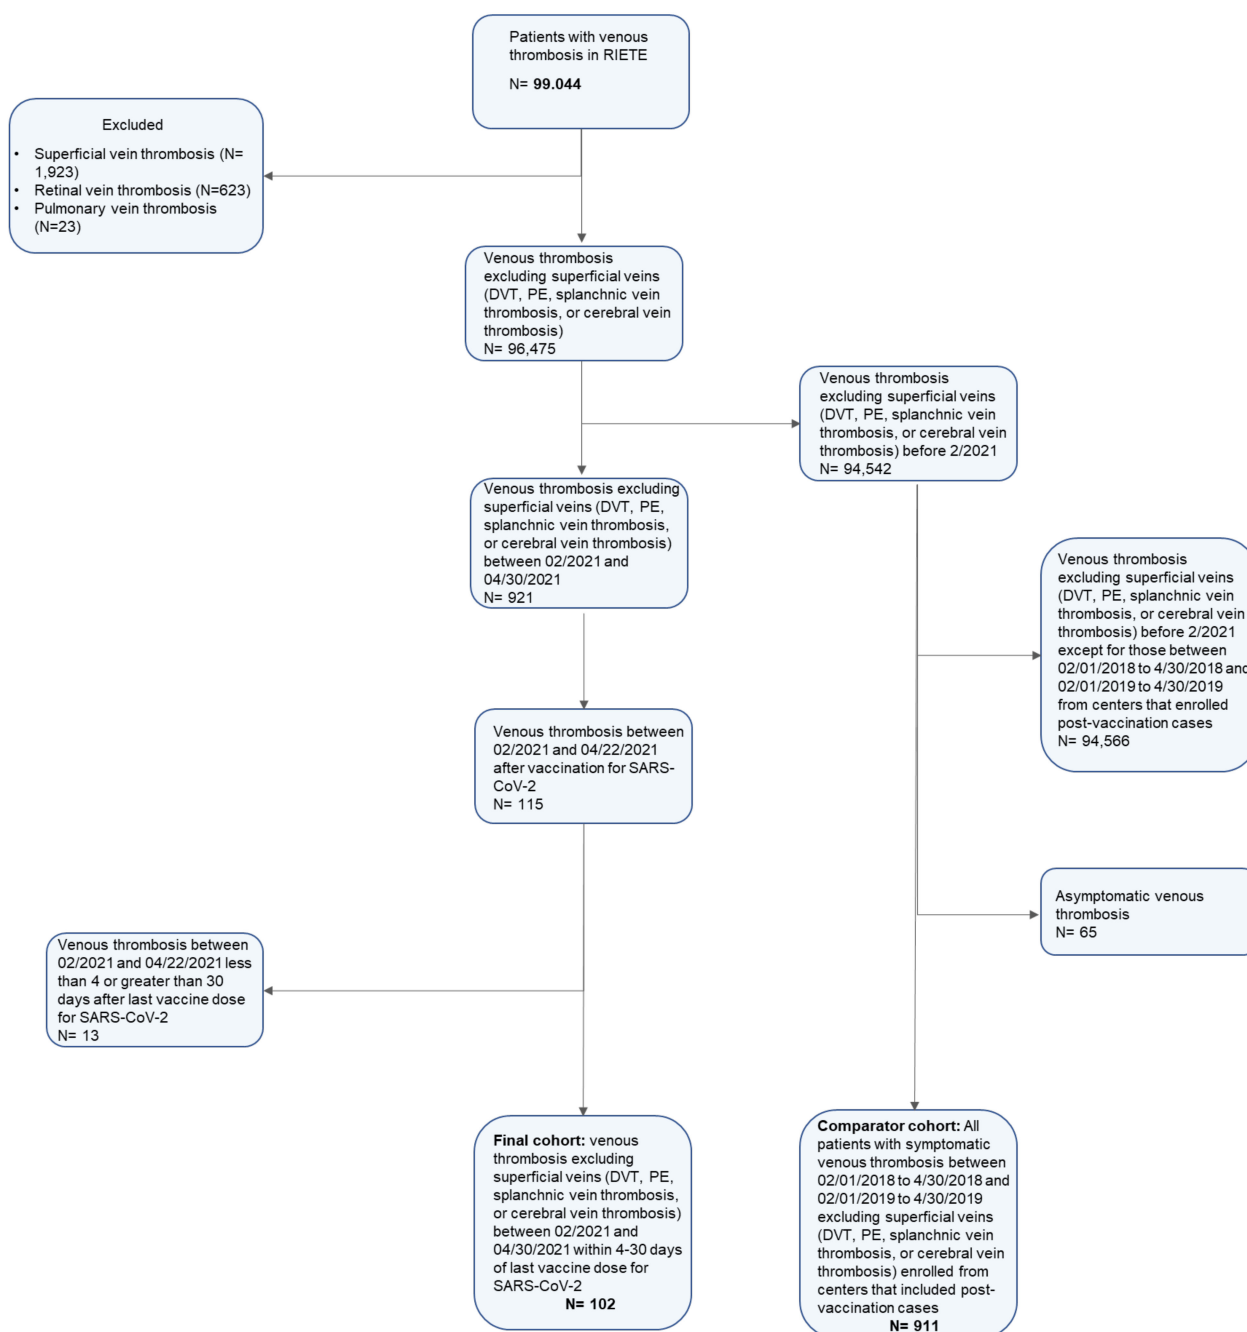 Patients with venous
thrombosis in RIETE
N= 99.044
Excluded
• Superficial vein thrombosis (N=
1,923)
• Retinal vein thrombosis (N=623)
• Pulmonary vein thrombosis
(N=23)
Venous thrombosis
excluding superficial veins
(DVT, PE, splanchnic vein
thrombosis, or cerebral vein
thrombosis)
N= 96,475
Venous thrombosis
excluding superficial veins
(DVT, PE, splanchnic vein
thrombosis, or cerebral vein
thrombosis) before 2/2021
N= 94,542
Venous thrombosis excluding
superficial veins (DVT, PE,
splanchnic vein thrombosis,
or cerebral vein thrombosis)
between 02/2021 and
04/30/2021
N= 921
Venous thrombosis
excluding superficial veins
(DVT, PE, splanchnic vein
thrombosis, or cerebral vein
thrombosis) before 2/2021
except for those between
02/01/2018 to 4/30/2018 and
02/01/2019 to 4/30/2019
from centers that enrolled
post-vaccination cases
N= 94,566
Venous thrombosis between
02/2021 and 04/22/2021
after vaccination for SARS-
CoV-2
N= 115
Asymptomatic venous
thrombosis
N= 65
Venous thrombosis between
02/2021 and 04/22/2021 less
than 4 or greater than 30
days after last vaccine dose
for SARS-CoV-2
N= 13
Final cohort: venous
thrombosis excluding
superficial veins (DVT, PE,
splanchnic vein thrombosis,
or cerebral vein thrombosis)
between 02/2021 and
04/30/2021 within 4-30 days
of last vaccine dose for
SARS-CoV-2
N= 102
Comparator cohort: All
patients with symptomatic
venous thrombosis between
02/01/2018 to 4/30/2018 and
02/01/2019 to 4/30/2019
excluding superficial veins
(DVT, PE, splanchnic vein
thrombosis, or cerebral vein
thrombosis) enrolled from
centers that included post-
vaccination cases
N= 911